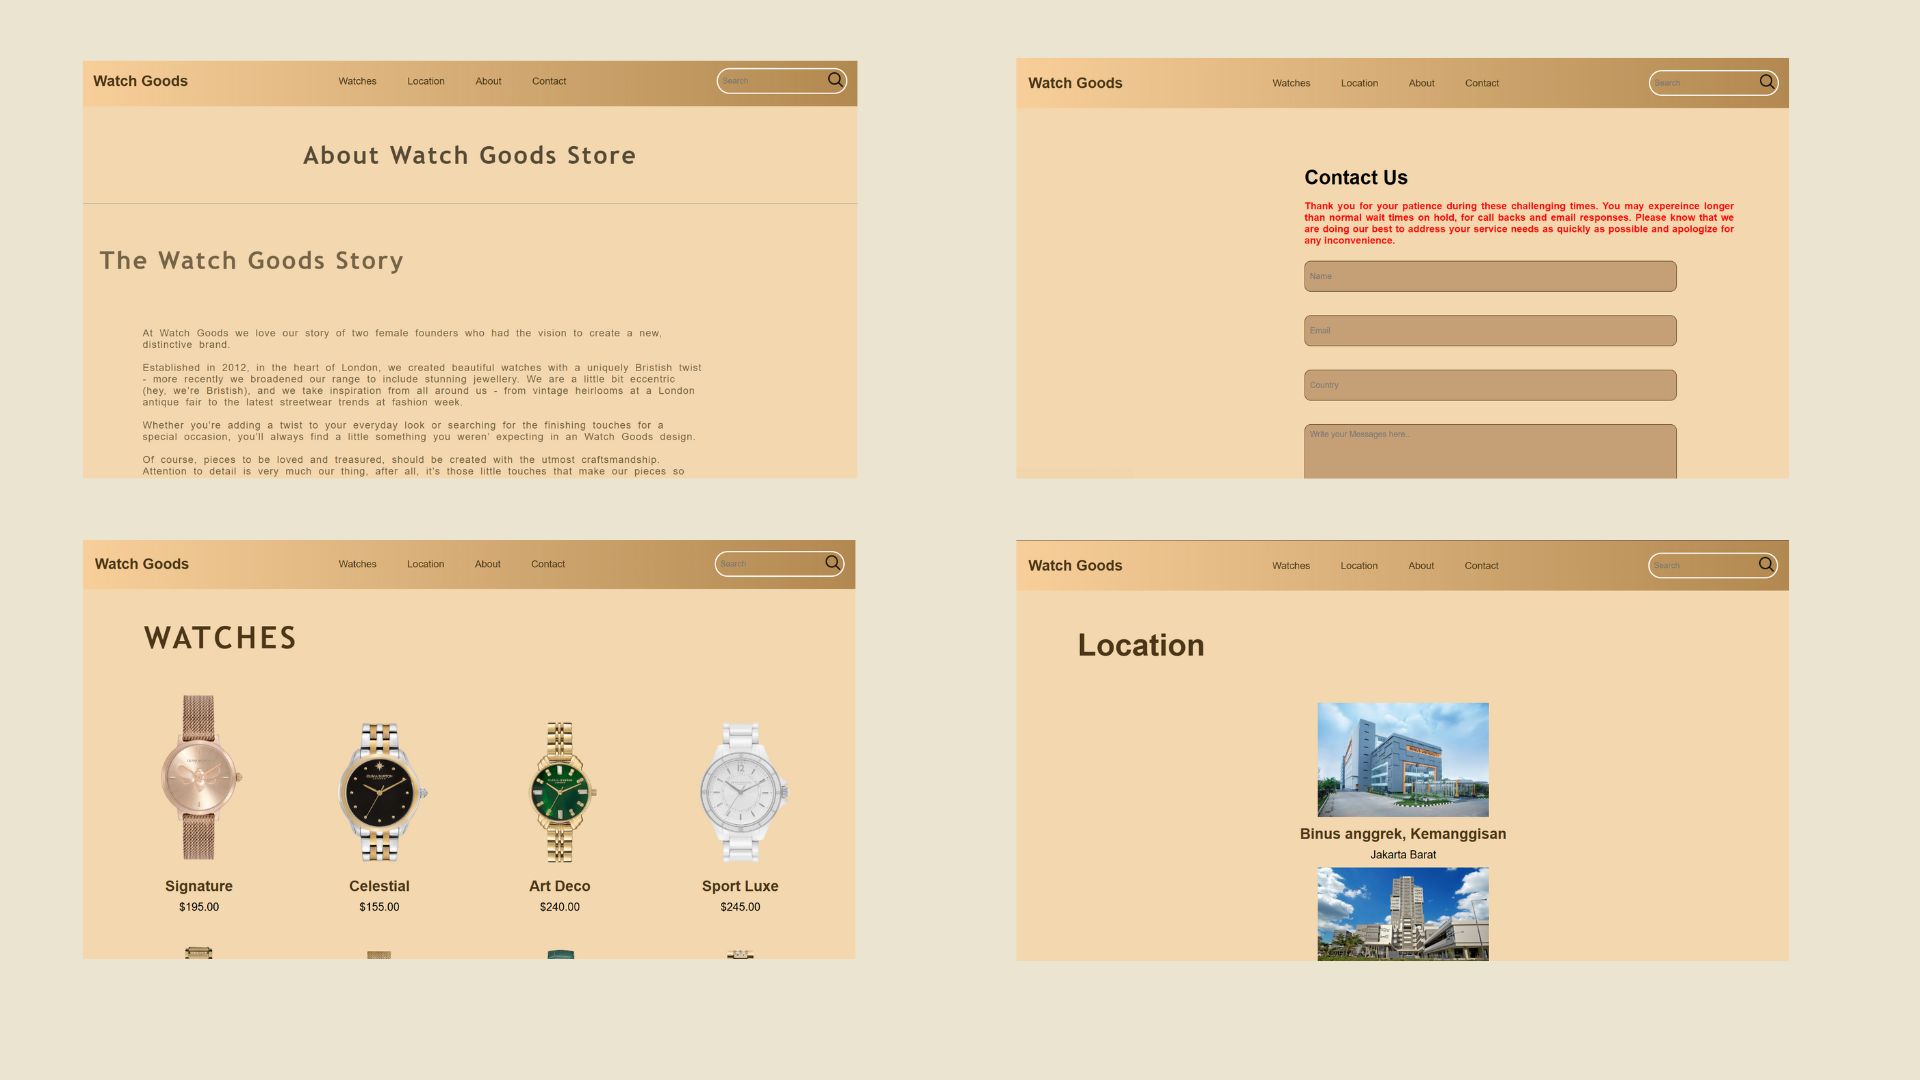 Watch Goods
Watches
Location
About
Contact
Search
About Watch Goods Store
The Watch Goods Story
At Watch Goods we love our story of two female founders who had the vision to create a new,
distinctive brand.
Established in 2012, in the heart of London, we created beautiful watches with a uniquely Bristish twist
- more recently we broadened our range to include stunning jewellery. We are a little bit eccentric
(hey, we're Bristish), and we take inspiration from all around us - from vintage heirlooms at a London
antique fair to the latest streetwear trends at fashion week.
Whether you're adding a twist to your everyday look or searching for the finishing touches for a
special occasion, you'll always find a little something you weren' expecting in an Watch Goods design.
Of course, pieces to be loved and treasured, should be created with the utmost craftsmanship.
Attention to detail is very much our thing, after all, it's those little touches that make our pieces so
Watch Goods
Watches
Location
About
Contact
Search
Contact Us
Thank you for your patience during these challenging times. You may expereince longer
than normal wait times on hold, for call backs and email responses. Please know that we
are doing our best to address your service needs as quickly as possible and apologize for
any inconvenience.
Name
Email
Country
Write your Messages here..
Watch Goods
Watches
Location
About
Contact
Search
WATCHES
Signature
$195.00
Celestial
$155.00
Art Deco
$240.00
Sport Luxe
$245.00
Watch Goods
Watches
Location
About
Contact
Search
Location
Binus anggrek, Kemanggisan
Jakarta Barat